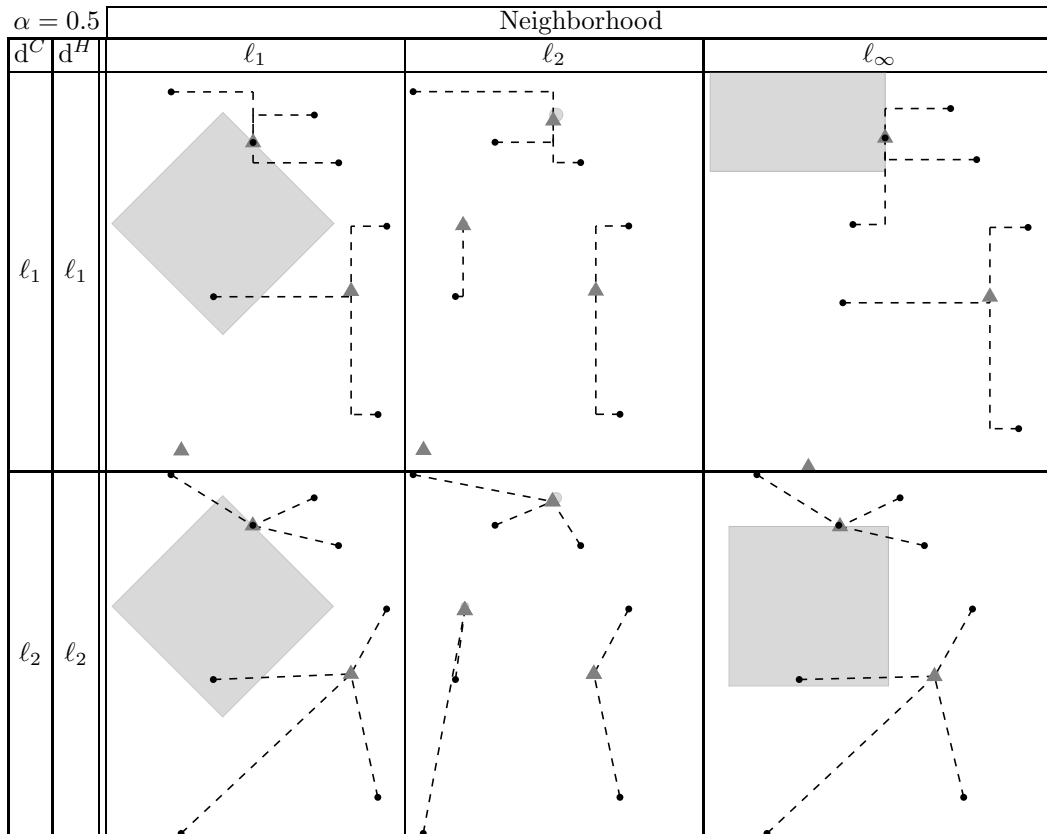 α = 0.5 Neighborhood
d^C d^H ℓ₁ ℓ₂ ℓ∞
ℓ₁ ℓ₁
ℓ₂ ℓ₂